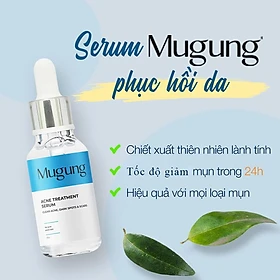 Serum Mugung
phục hồi da
Chiết xuất thiên nhiên lành tính
Tốc độ giảm mụn trong 24h
Hiệu quả với mọi loại mụn
Mugung
ACNE TREATMENT
SERUM